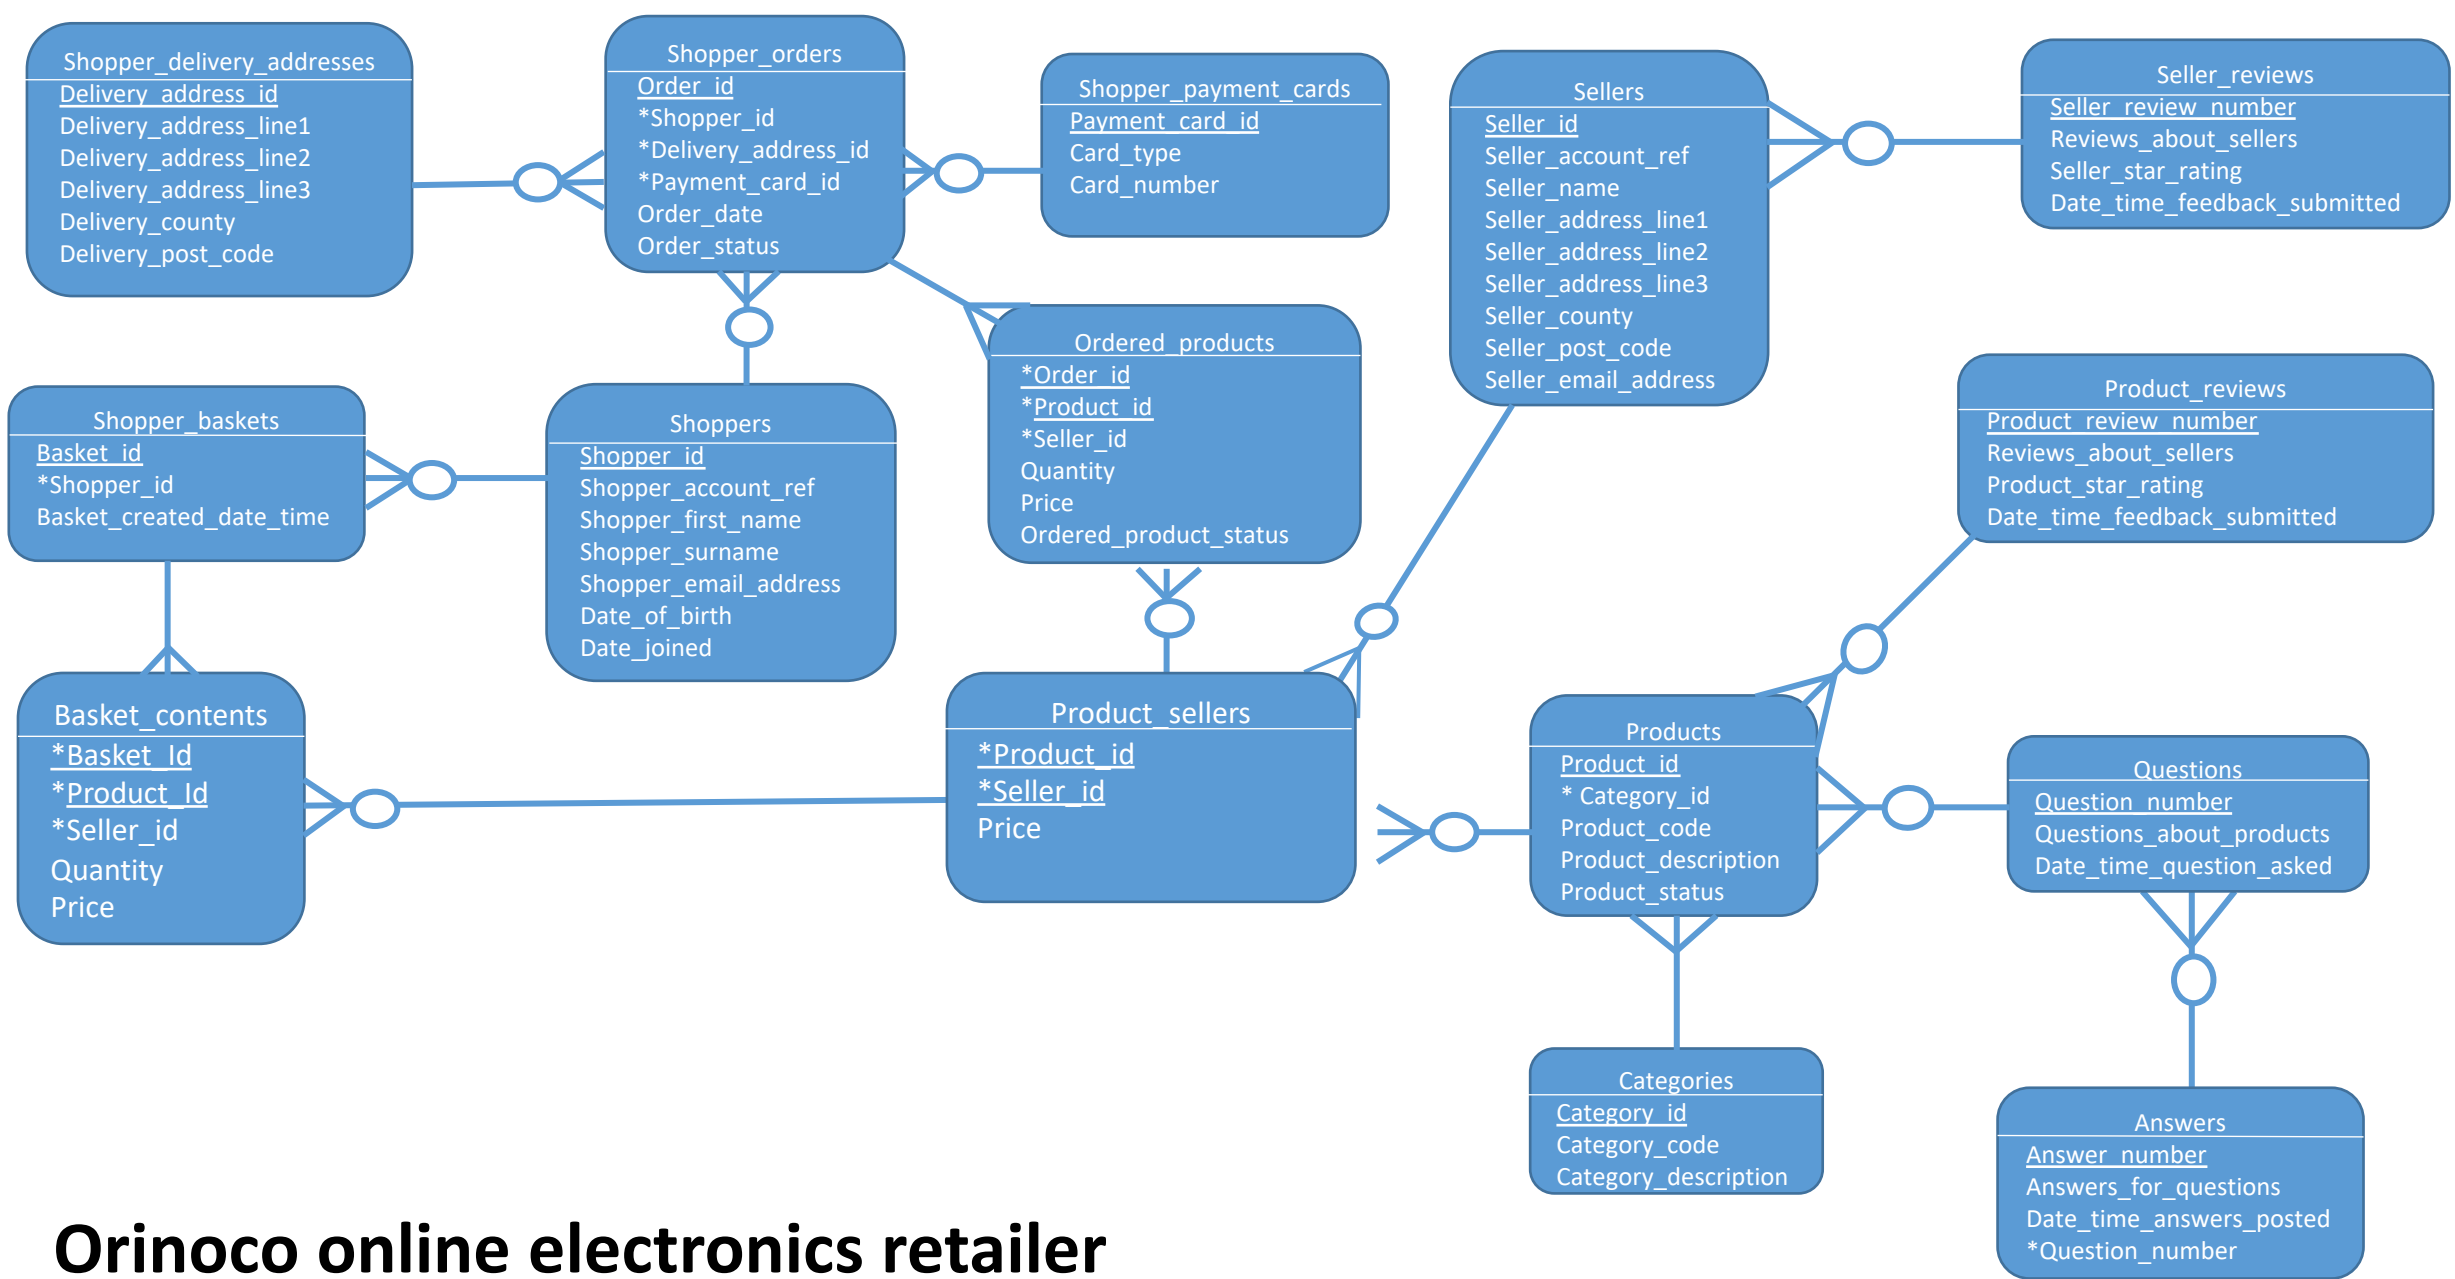 Shopper_delivery_addresses
Delivery_address_id
Delivery_address_line1
Delivery_address_line2
Delivery_address_line3
Delivery_county
Delivery_post_code
Shopper_orders
Order_id
*Shopper_id
*Delivery_address_id
*Payment_card_id
Order_date
Order_status
Shopper_payment_cards
Payment_card_id
Card_type
Card_number
Sellers
Seller_id
Seller_account_ref
Seller_name
Seller_address_line1
Seller_address_line2
Seller_address_line3
Seller_county
Seller_post_code
Seller_email_address
Seller_reviews
Seller_review_number
Reviews_about_sellers
Seller_star_rating
Date_time_feedback_submitted
Shopper_baskets
Basket_id
*Shopper_id
Basket_created_date_time
Shoppers
Shopper_id
Shopper_account_ref
Shopper_first_name
Shopper_surname
Shopper_email_address
Date_of_birth
Date_joined
Ordered_products
*Order_id
*Product_id
*Seller_id
Quantity
Price
Ordered_product_status
Product_reviews
Product_review_number
Reviews_about_sellers
Product_star_rating
Date_time_feedback_submitted
Basket_contents
*Basket_Id
*Product_Id
*Seller_id
Quantity
Price
Product_sellers
*Product_id
*Seller_id
Price
Products
Product_id
* Category_id
Product_code
Product_description
Product_status
Questions
Question_number
Questions_about_products
Date_time_question_asked
Categories
Category_id
Category_code
Category_description
Answers
Answer_number
Answers_for_questions
Date_time_answers_posted
*Question_number
Orinoco online electronics retailer